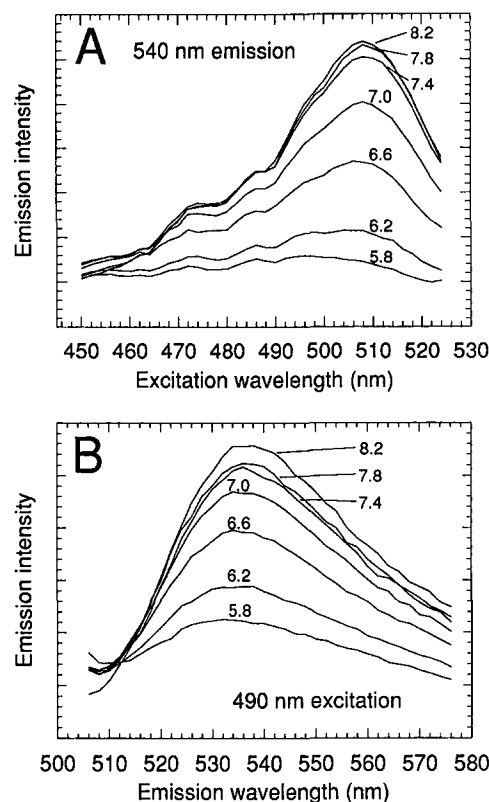 A
540 nm emission
8.2
7.8
7.4
7.0
6.6
6.2
5.8
Emission intensity
450 460 470 480 490 500 510 520 530
Excitation wavelength (nm)
B
8.2
7.8
7.4
7.0
6.6
6.2
5.8
Emission intensity
490 nm excitation
500 510 520 530 540 550 560 570 580
Emission wavelength (nm)